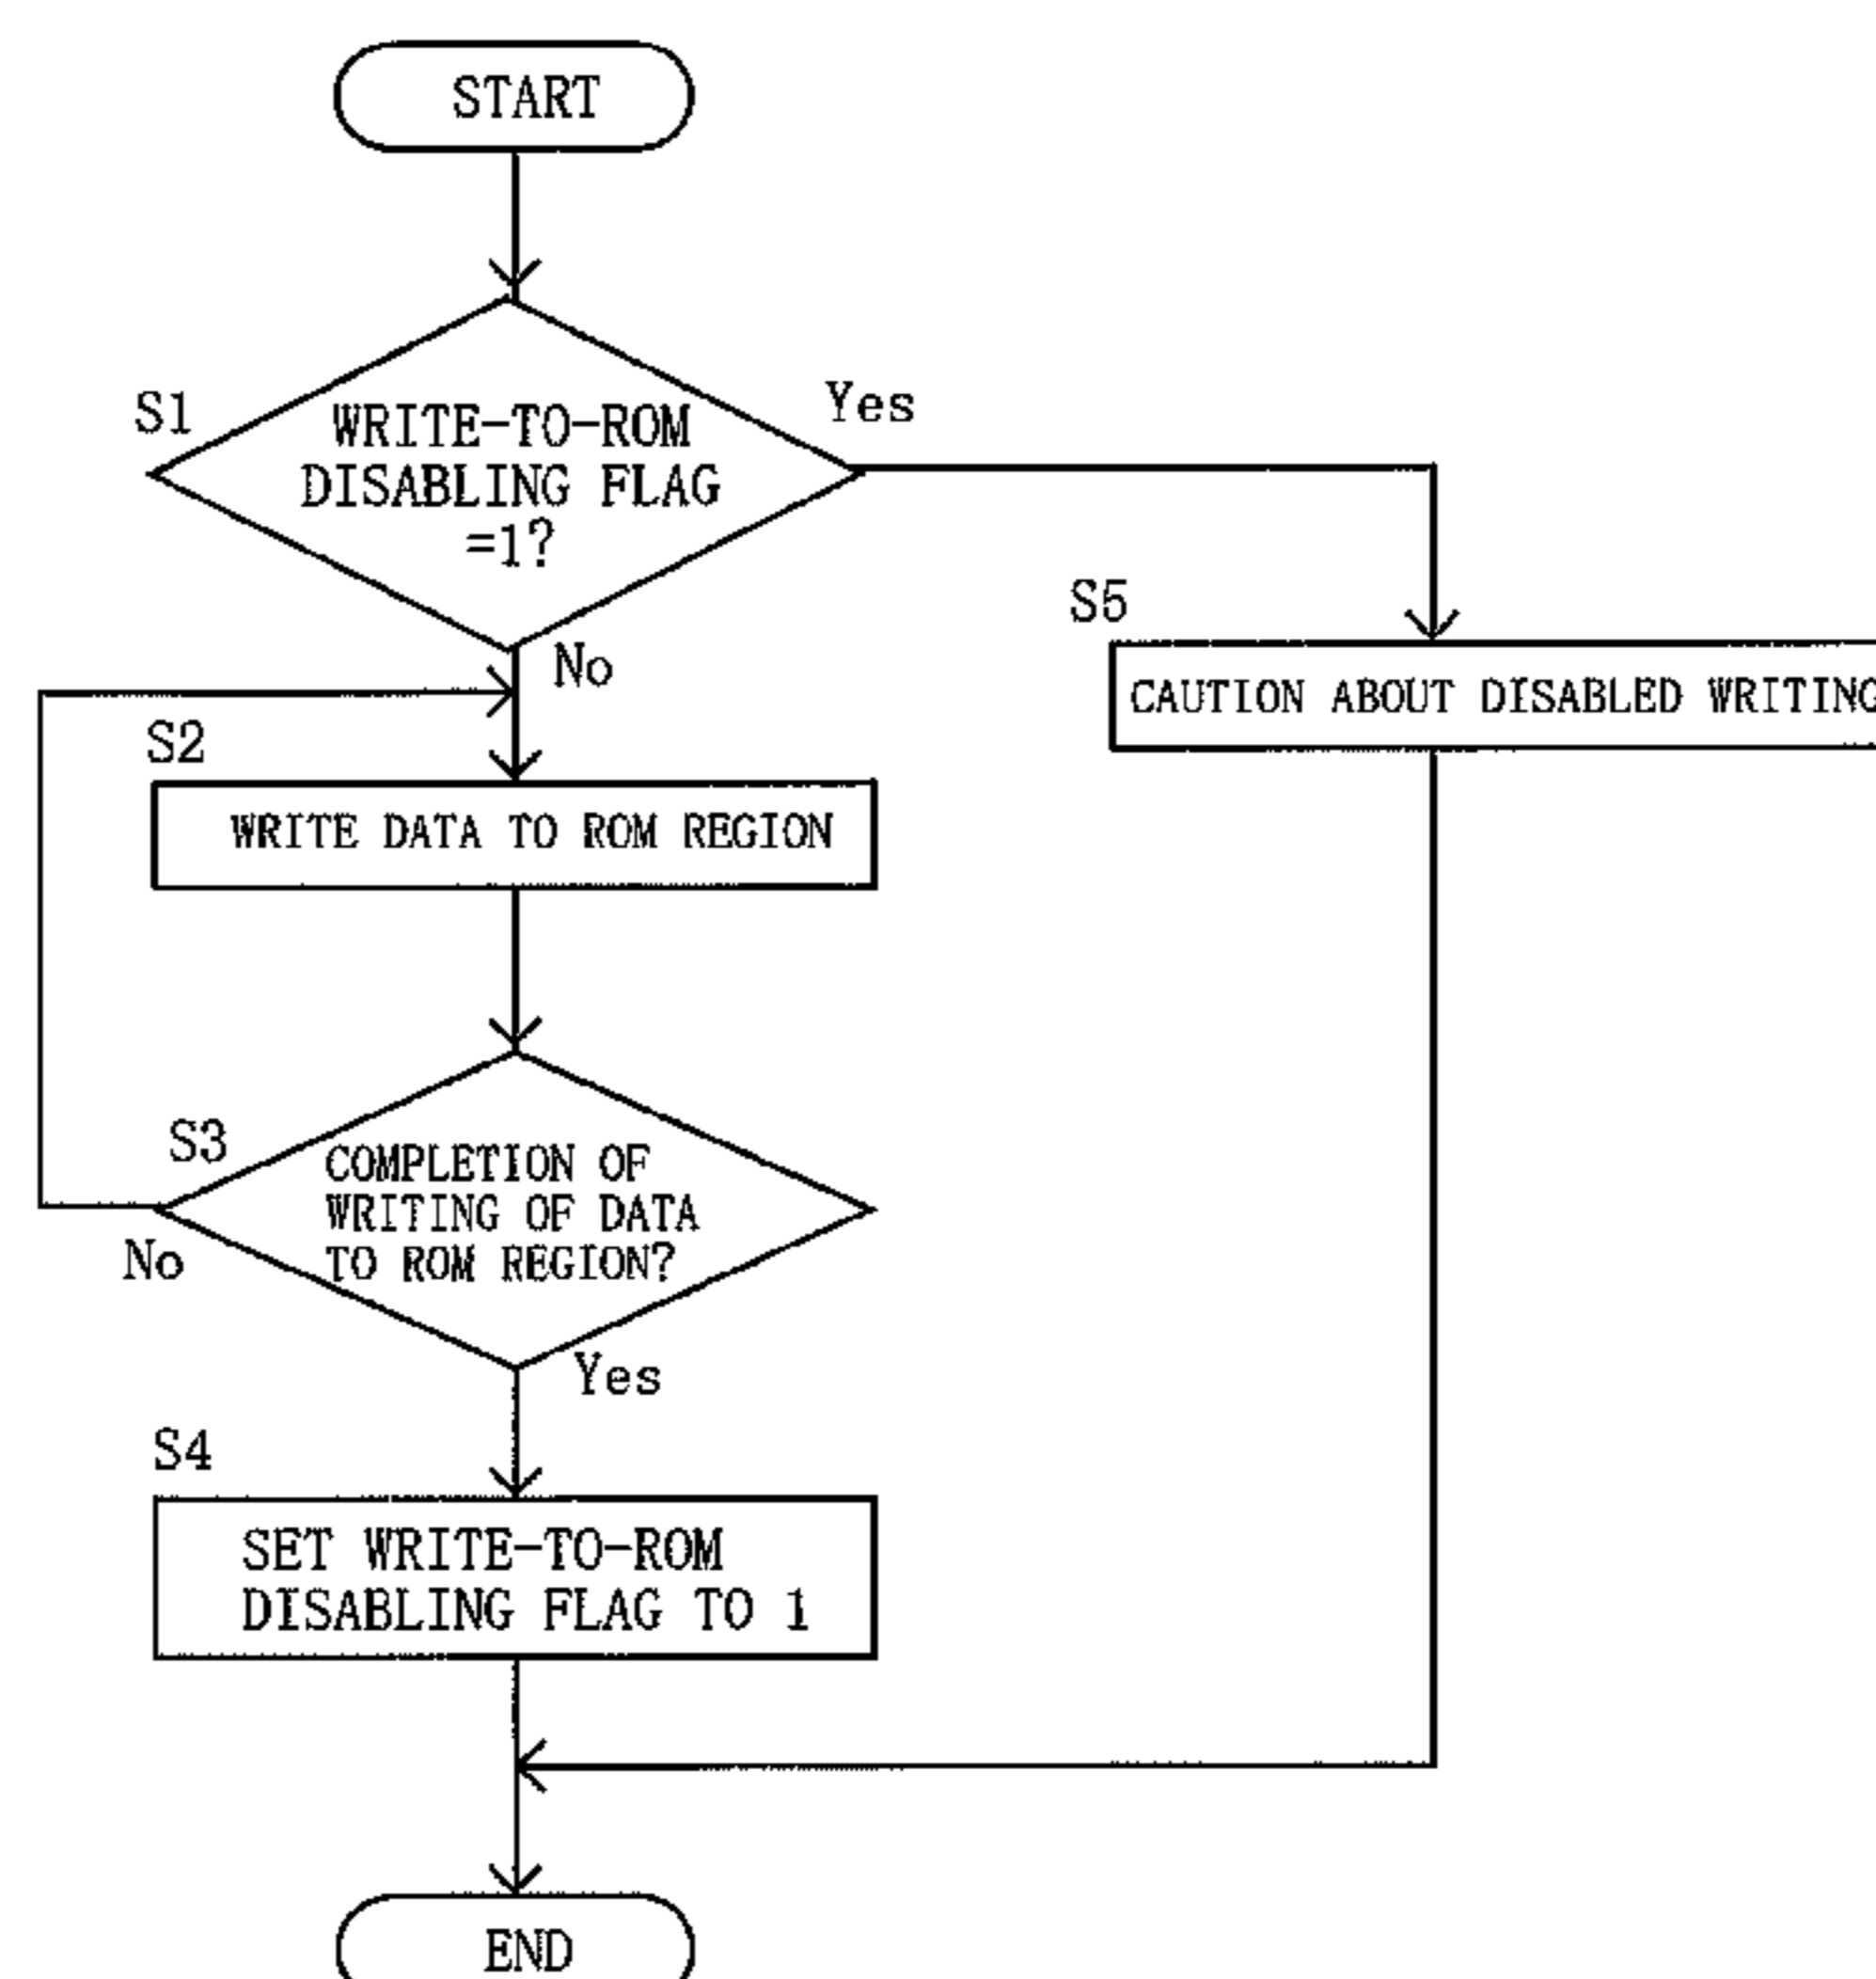 START
S1
WRITE-TO-ROM
DISABLING FLAG
=1?
Yes
No
S5
CAUTION ABOUT DISABLED WRITING
S2
WRITE DATA TO ROM REGION
S3
COMPLETION OF
WRITING OF DATA
TO ROM REGION?
No
Yes
S4
SET WRITE-TO-ROM
DISABLING FLAG TO 1
END